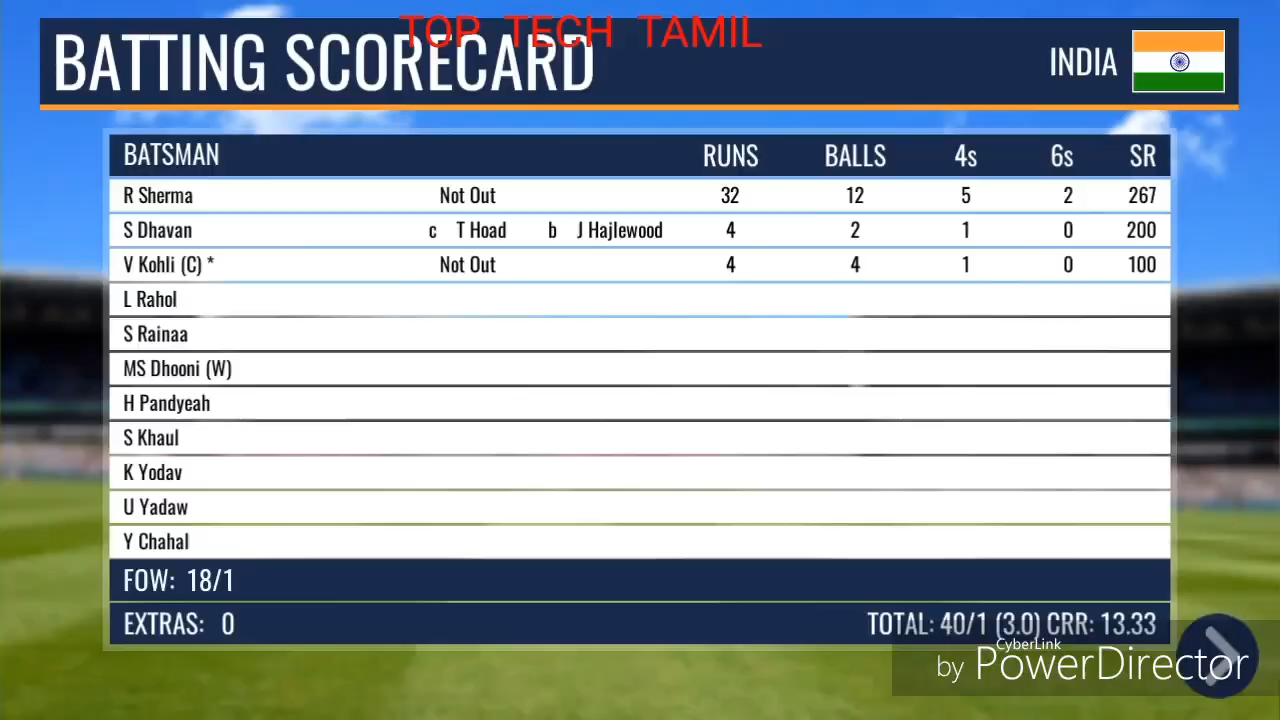 TOP TECH TAMIL
BATTING SCORECARD INDIA
BATSMAN RUNS BALLS 4s 6s SR
R Sherma Not Out 32 12 5 2 267
S Dhavan c T Hoad b J Hajlewood 4 2 1 0 200
V Kohli (C) * Not Out 4 4 1 0 100
L Rahol
S Rainaa
MS Dhooni (W)
H Pandyeah
S Khaul
K Yodav
U Yadaw
Y Chahal
FOW: 18/1
EXTRAS: 0 TOTAL: 40/1 (3.0) CRR: 13.33
CyberLink
by PowerDirector